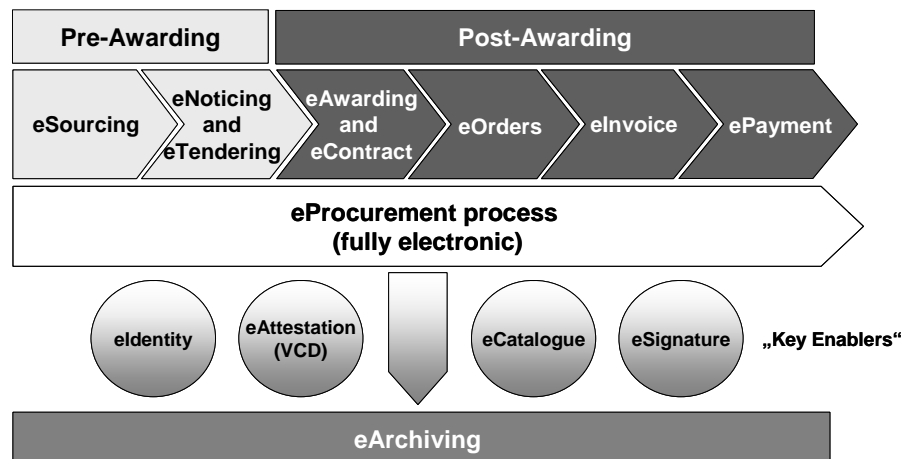 Pre-Awarding
Post-Awarding
eSourcing
eNoticing
and
eTendering
eAwarding
and
eContract
eOrders
eInvoice
ePayment
eProcurement process
(fully electronic)
eIdentity
eAttestation
(VCD)
eCatalogue
eSignature
„Key Enablers“
eArchiving